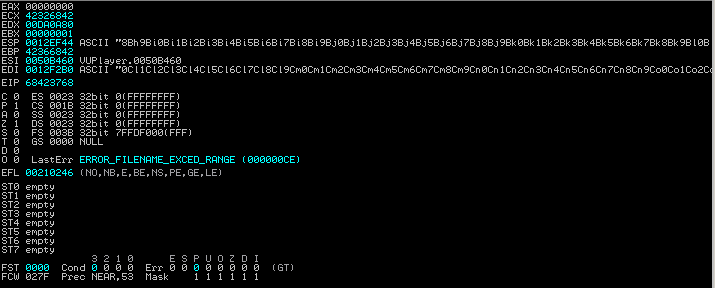 EAX 00000000
ECX 42326842
EDX 00DA0A80
EBX 00000001
ESP 0012EF44 ASCII "8Bh9Bi0Bi1Bi2Bi3Bi4Bi5Bi6Bi7Bi8Bi9Bj0Bj1Bj2Bj3Bj4Bj5Bj6Bj7Bj8Bj9Bk0Bk1Bk2Bk3Bk4Bk5Bk6Bk7Bk8Bk9Bl0B
EBP 42366842
ESI 0050B460 VUPlayer.0050B460
EDI 0012F2B0 ASCII "0Cl1Cl2Cl3Cl4Cl5Cl6Cl7Cl8Cl9Cm0Cm1Cm2Cm3Cm4Cm5Cm6Cm7Cm8Cm9Cn0Cn1Cn2Cn3Cn4Cn5Cn6Cn7Cn8Cn9Co0Co1Co2Co
EIP 68423768
C 0 ES 0023 32bit 0(FFFFFFFF)
P 1 CS 001B 32bit 0(FFFFFFFF)
A 0 SS 0023 32bit 0(FFFFFFFF)
Z 1 DS 0023 32bit 0(FFFFFFFF)
S 0 FS 003B 32bit 7FFDF000(FFF)
T 0 GS 0000 NULL
D 0
O 0 LastErr ERROR_FILENAME_EXCED_RANGE (000000CE)
EFL 00210246 (NO,NB,E,BE,NS,PE,GE,LE)
ST0 empty
ST1 empty
ST2 empty
ST3 empty
ST4 empty
ST5 empty
ST6 empty
ST7 empty
3 2 1 0 E S P U O Z D I
FST 0000 Cond 0 0 0 0 Err 0 0 0 0 0 0 0 0 (GT)
FCW 027F Prec NEAR,53 Mask 1 1 1 1 1 1